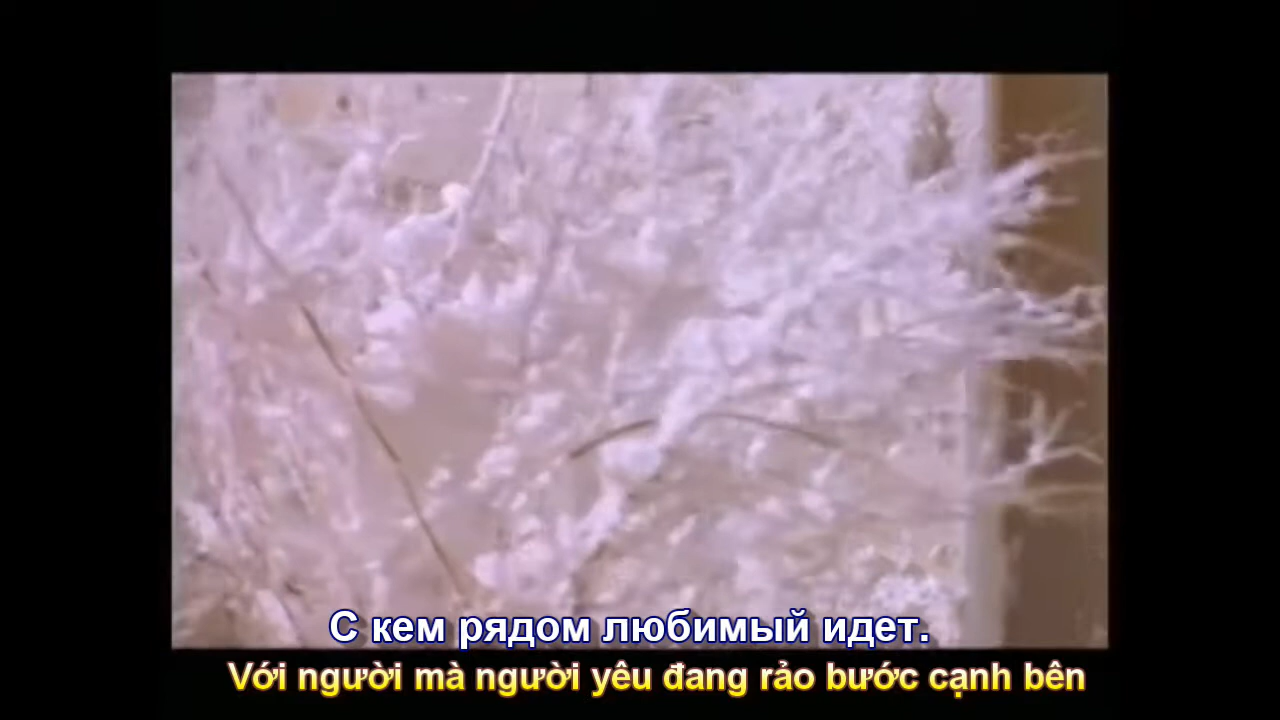 С кем рядом любимый идет.
Với người mà người yêu đang rảo bước cạnh bên